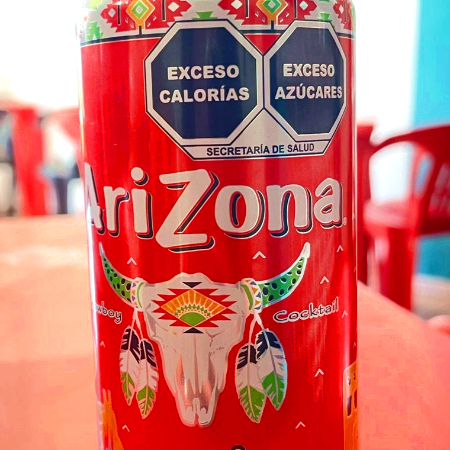 EXCESO
CALORÍAS
EXCESO
AZÚCARES
SECRETARÍA DE SALUD
AriZona
Cocktail